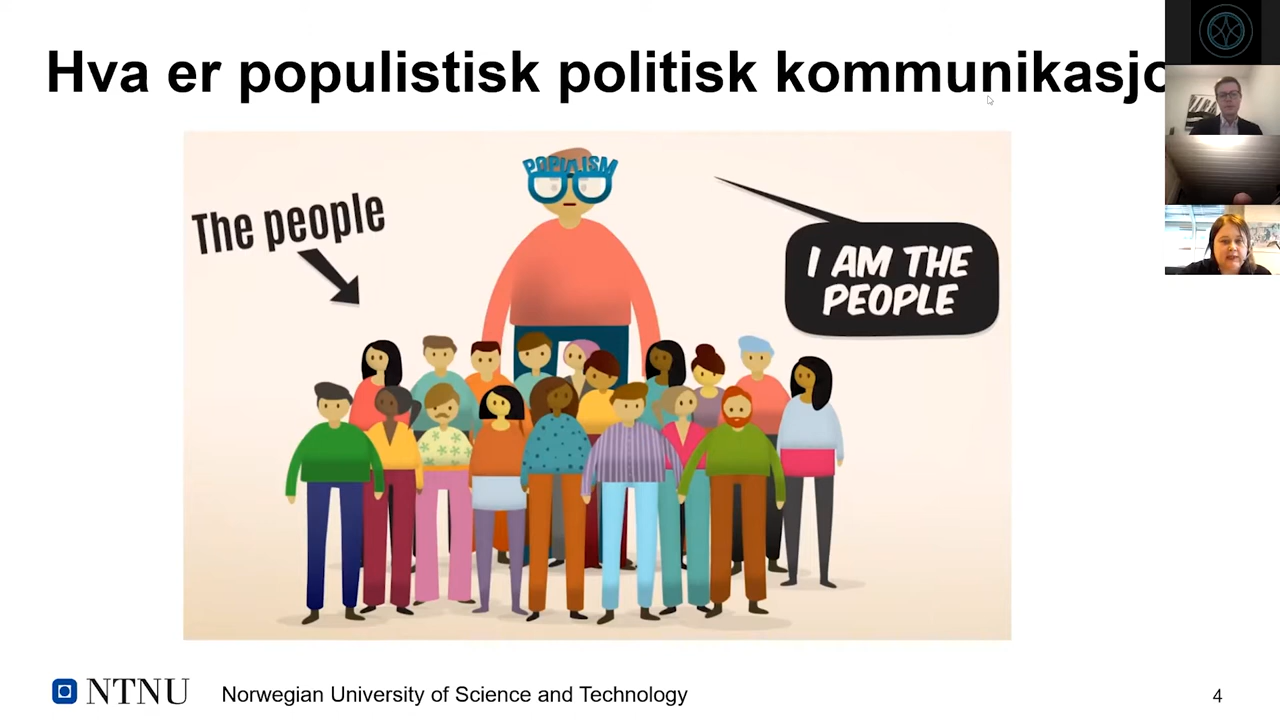 Hva er populistisk politisk kommunikasjo
The people
POPULISM
I AM THE
PEOPLE
NTNU
Norwegian University of Science and Technology
4